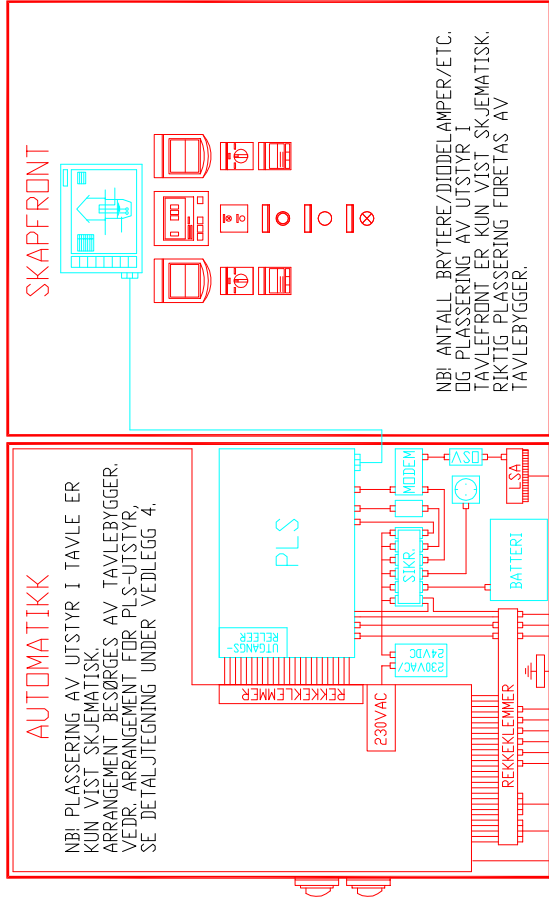 AUTOMATIKK
NB! PLASSERING AV UTSTYR I TAVLE ER
KUN VIST SKJEMATISK.
ARRANGEMENT BESØRGES AV TAVLEBYGGER.
VEDR. ARRANGEMENT FOR PLS-UTSTYR,
SE DETALJTEGNING UNDER VEDLEGG 4.
UTGANGS-
RELEER
PLS
REKKEKLEMMER
230VAC
230VAC/
24VDC
SIKR.
MODEM
OSV
LSA
BATTERI
REKKEKLEMMER
SKAPFRONT
NB! ANTALL BRYTERE/DIODELAMPER/ETC.
OG PLASSERING AV UTSTYR I
TAVLEFRONT ER KUN VIST SKJEMATISK.
RIKTIG PLASSERING FORETAS AV
TAVLEBYGGER.